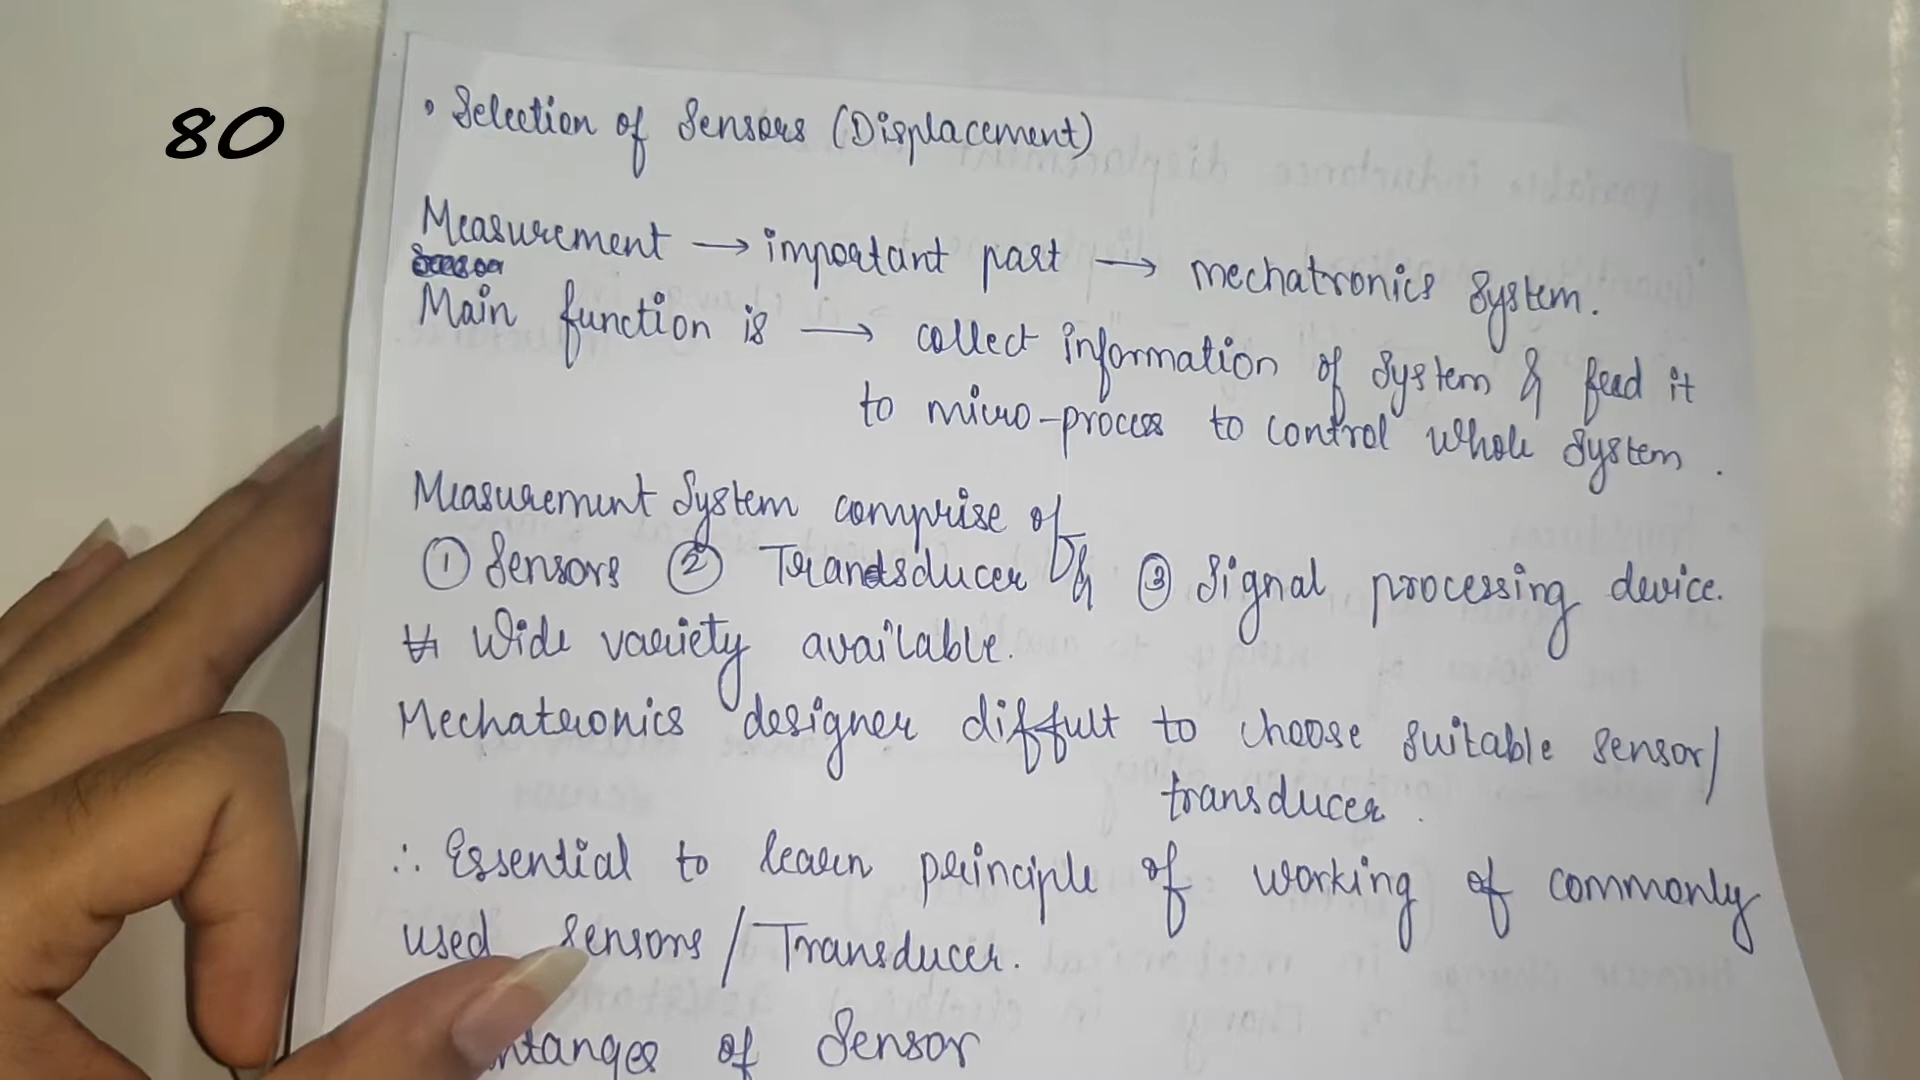 80
• Selection of Sensors (Displacement)
Measurement → important part → mechatronics System.
Main function is → collect information of System & feed it
to micro-process to control whole System.
Measurement System comprise of
① Sensors ② Transducer & ③ Signal processing device.
Wide variety available.
Mechatronics designer diffult to choose suitable sensor/
transducer.
∴ Essential to learn principle of working of commonly
used sensors / Transducer.
of Sensor